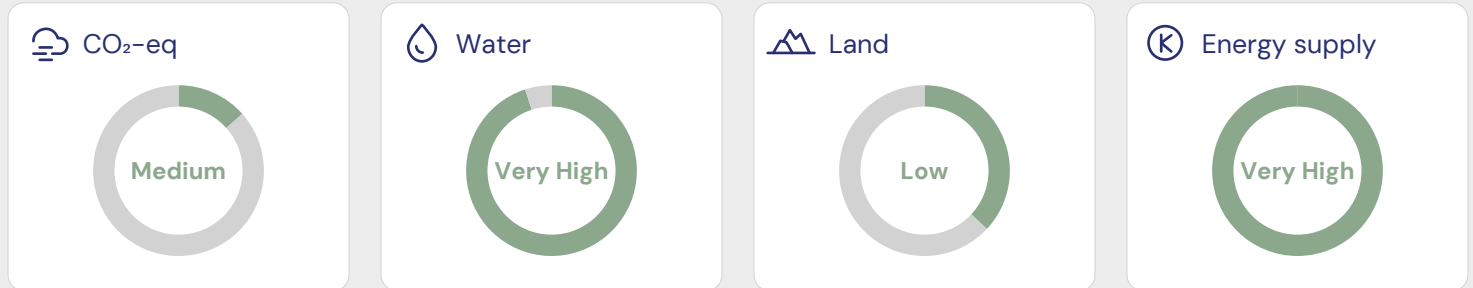 CO₂-eq
Medium
Water
Very High
Land
Low
Energy supply
Very High